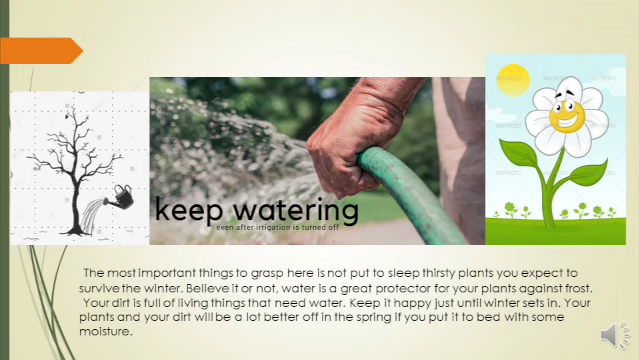 keep watering
even after irrigation is turned off
The most important things to grasp here is not put to sleep thirsty plants you expect to
survive the winter. Believe it or not, water is a great protector for your plants against frost.
Your dirt is full of living things that need water. Keep it happy just until winter sets in. Your
plants and your dirt will be a lot better off in the spring if you put it to bed with some
moisture.